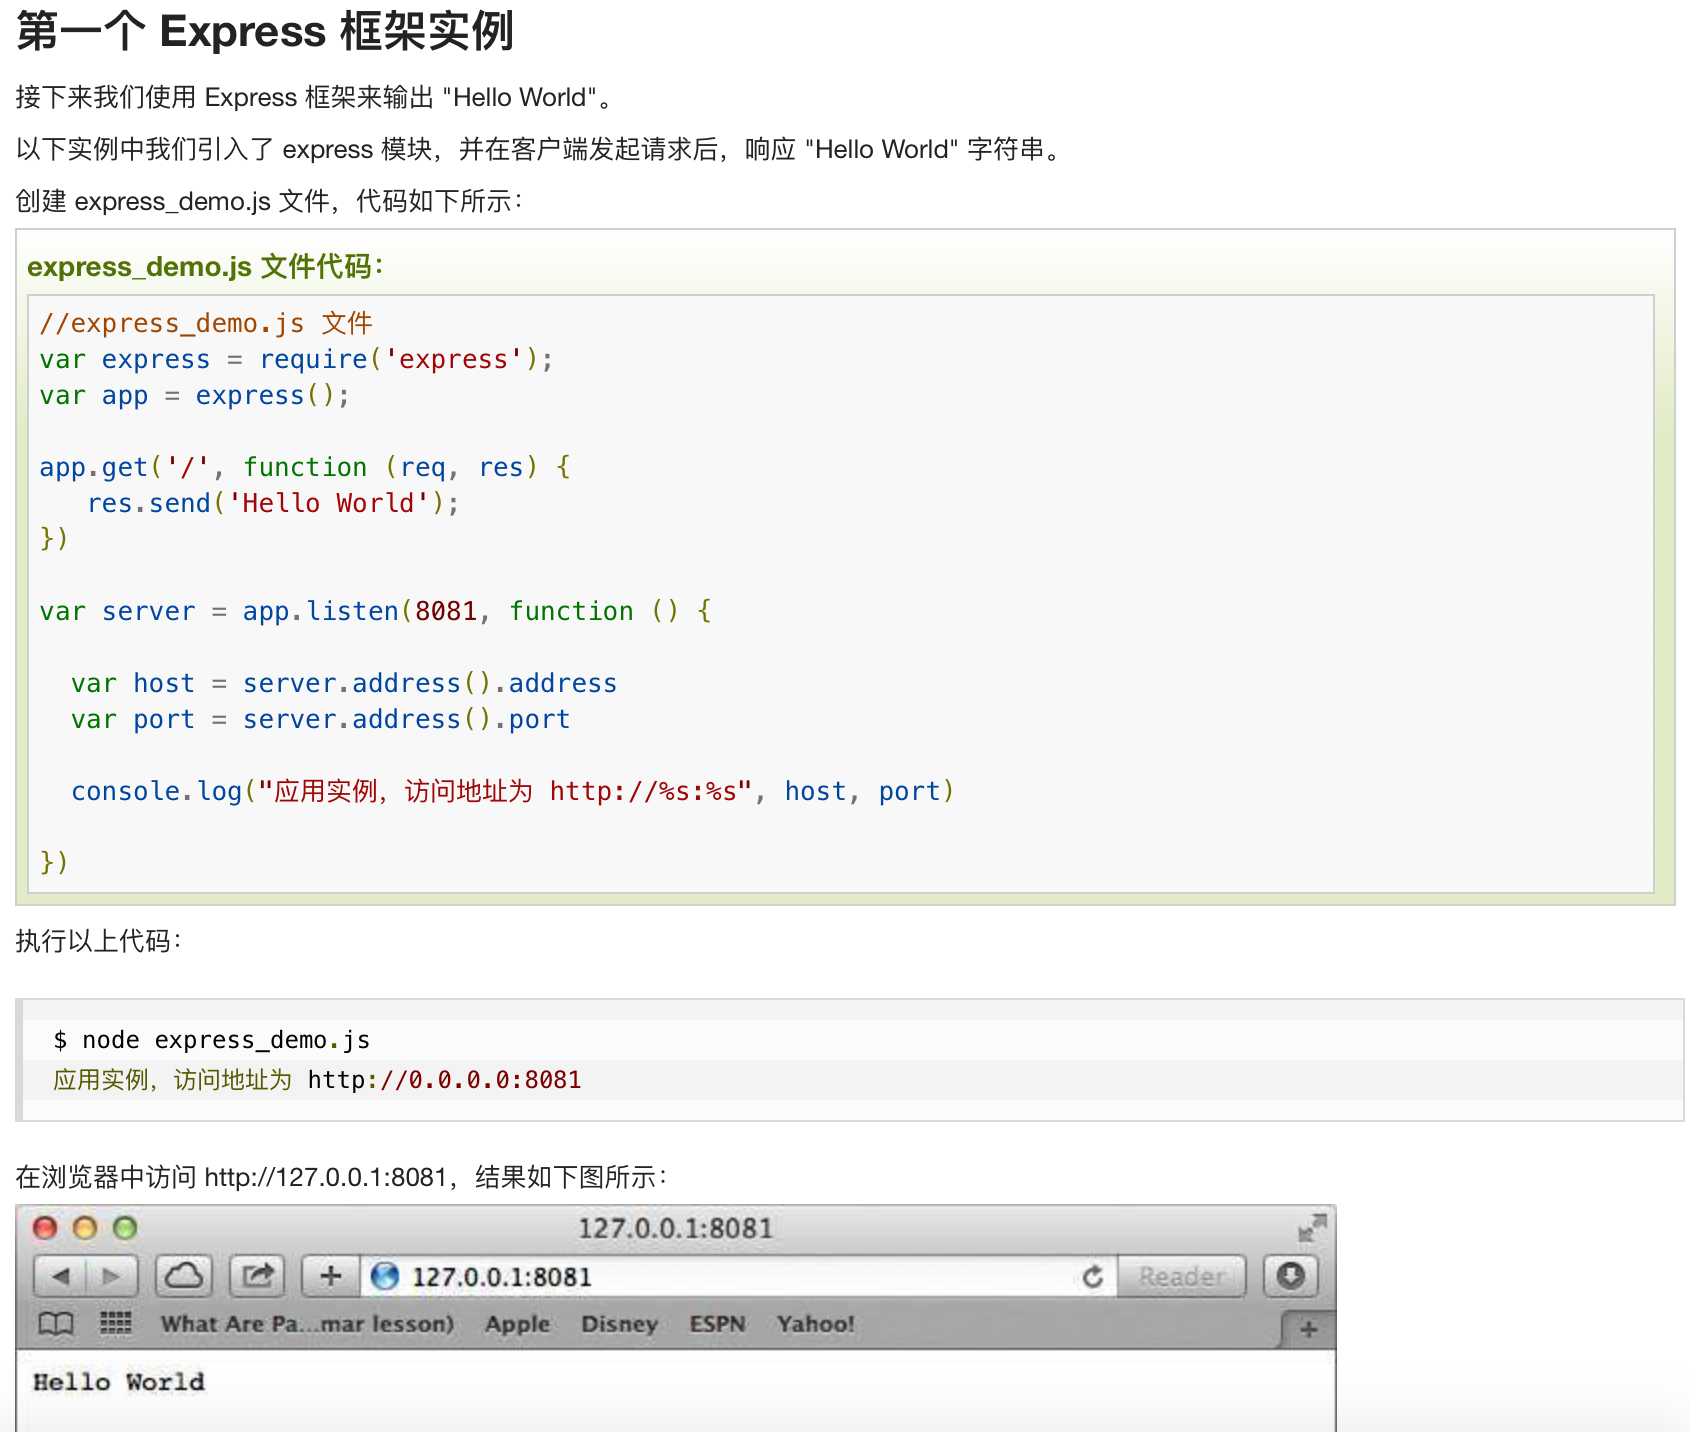 第一个 Express 框架实例
接下来我们使用 Express 框架来输出 "Hello World"。
以下实例中我们引入了 express 模块，并在客户端发起请求后，响应 "Hello World" 字符串。
创建 express_demo.js 文件，代码如下所示：
express_demo.js 文件代码：
//express_demo.js 文件
var express = require('express');
var app = express();
app.get('/', function (req, res) {
   res.send('Hello World');
})
var server = app.listen(8081, function () {
  var host = server.address().address
  var port = server.address().port
  console.log("应用实例，访问地址为 http://%s:%s", host, port)
})
执行以上代码：
$ node express_demo.js
应用实例，访问地址为 http://0.0.0.0:8081
在浏览器中访问 http://127.0.0.1:8081，结果如下图所示：
127.0.0.1:8081
127.0.0.1:8081 Reader
What Are Pa...mar lesson) Apple Disney ESPN Yahoo!
Hello World